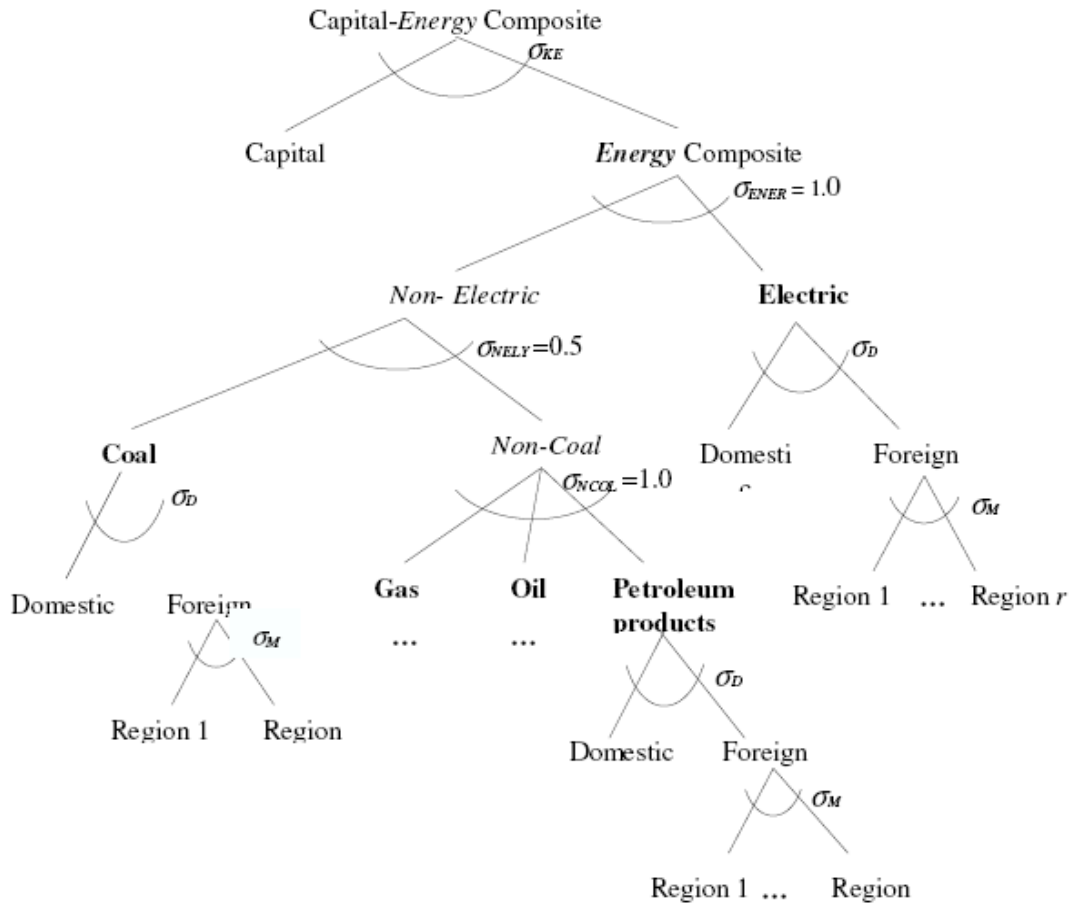 Capital-Energy Composite
σKE
Capital
Energy Composite
σENER = 1.0
Non- Electric
Electric
σNELY=0.5
σD
Coal
Non-Coal
Domesti
Foreign
σD
σNCOL=1.0
σM
Domestic
Foreign
Gas
Oil
Petroleum
products
Region 1 ... Region r
... ...
σM
σD
Region 1
Region
Domestic
Foreign
σM
Region 1 ... Region